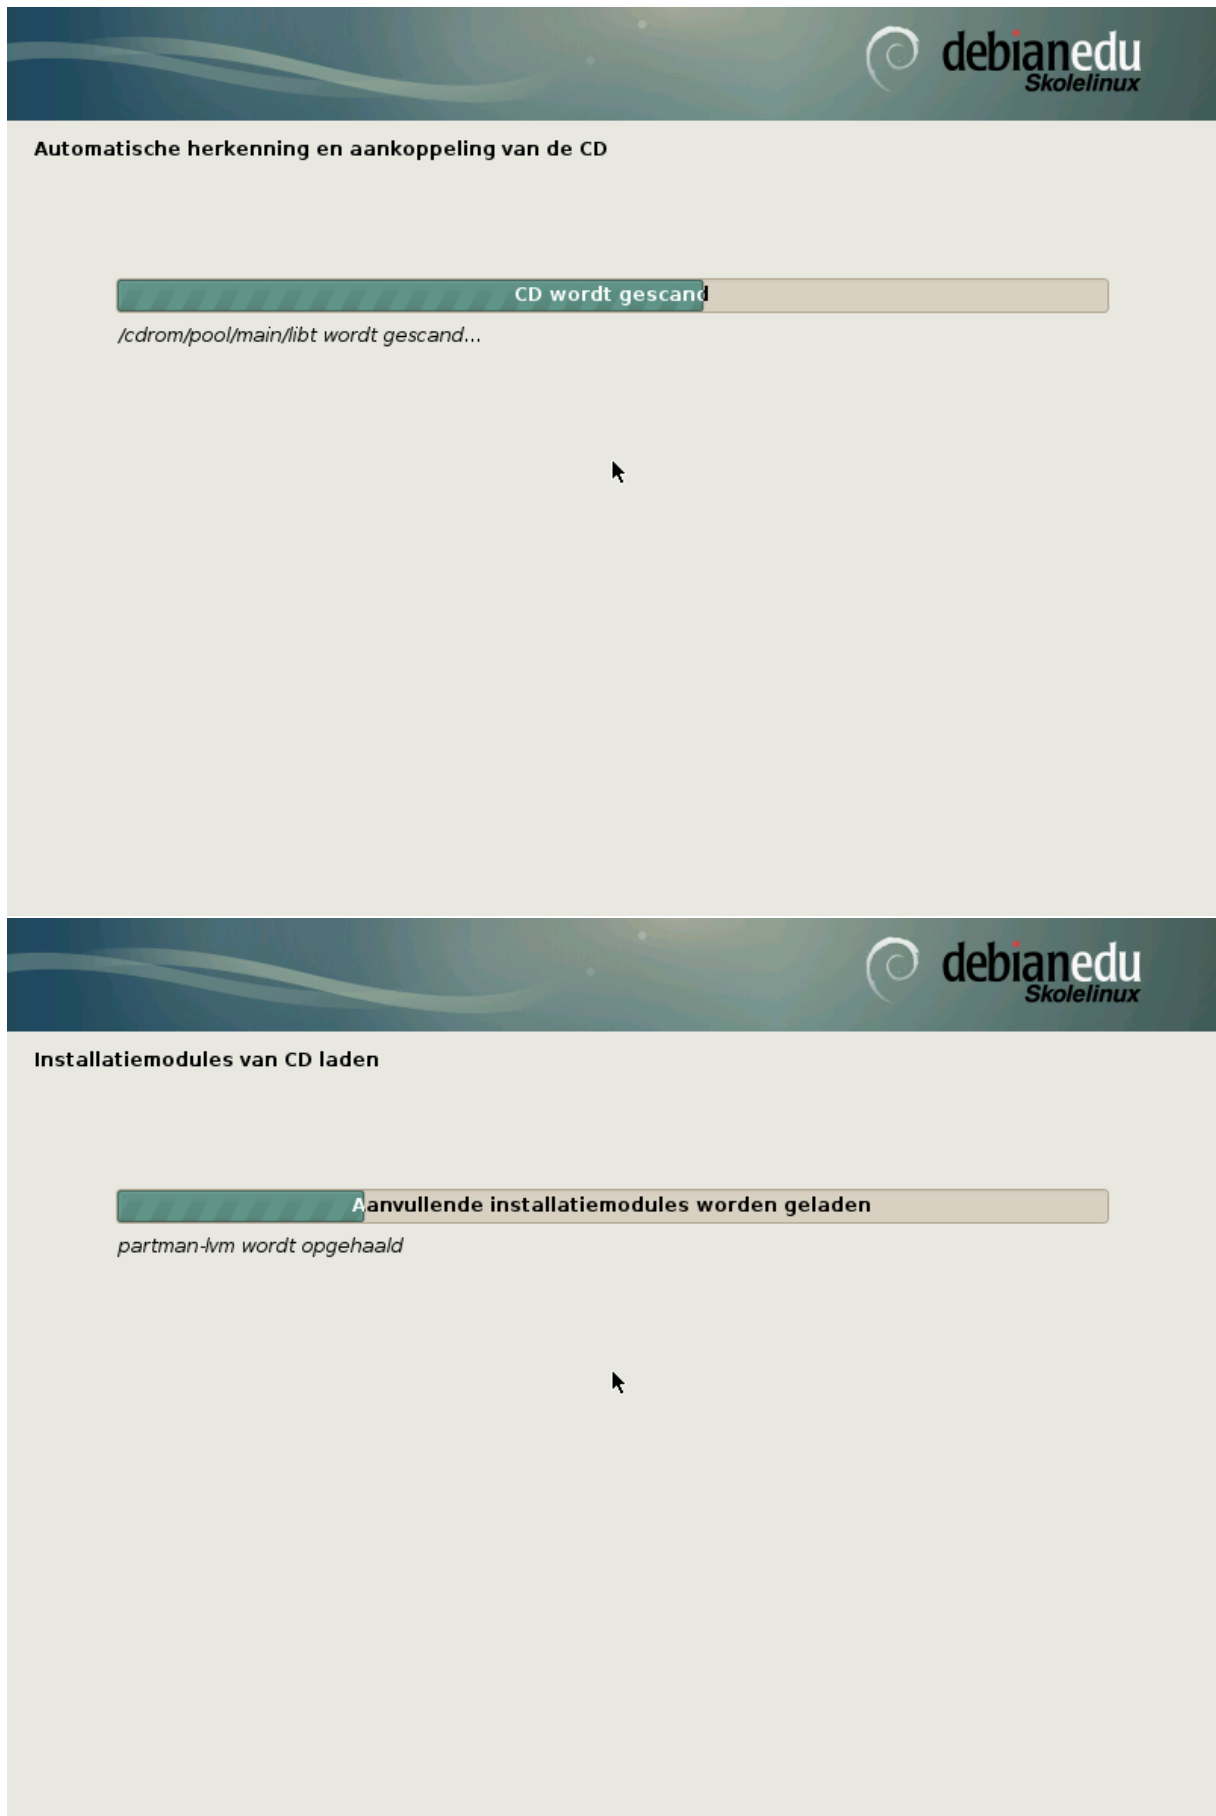 debianedu
Skolelinux
Automatische herkenning en aankoppeling van de CD
CD wordt gescand
/cdrom/pool/main/libt wordt gescand...
debianedu
Skolelinux
Installatiemodules van CD laden
Aanvullende installatiemodules worden geladen
partman-lvm wordt opgehaald